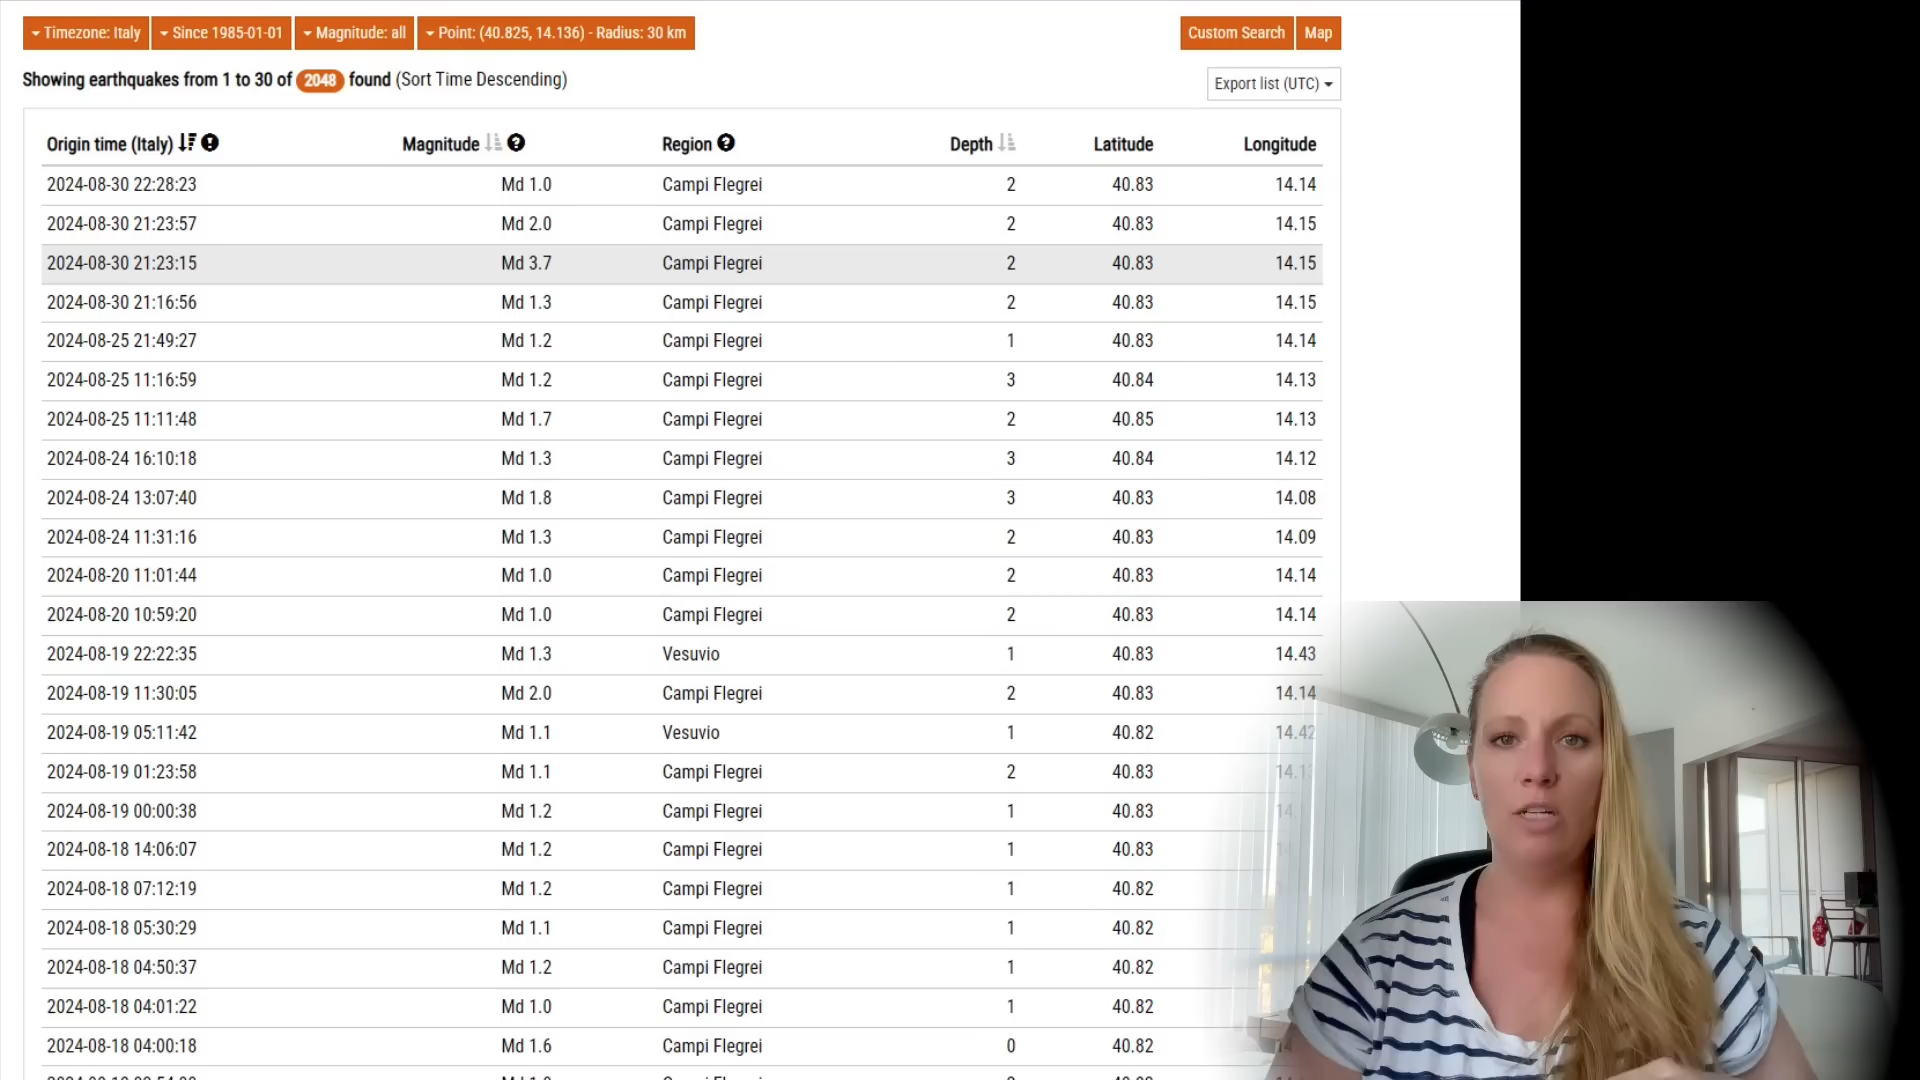 Timezone: Italy Since 1985-01-01 Magnitude: all Point: (40.825, 14.136) - Radius: 30 km Custom Search Map
Showing earthquakes from 1 to 30 of 2048 found (Sort Time Descending) Export list (UTC)
Origin time (Italy) Magnitude Region Depth Latitude Longitude
2024-08-30 22:28:23 Md 1.0 Campi Flegrei 2 40.83 14.14
2024-08-30 21:23:57 Md 2.0 Campi Flegrei 2 40.83 14.15
2024-08-30 21:23:15 Md 3.7 Campi Flegrei 2 40.83 14.15
2024-08-30 21:16:56 Md 1.3 Campi Flegrei 2 40.83 14.15
2024-08-25 21:49:27 Md 1.2 Campi Flegrei 1 40.83 14.14
2024-08-25 11:16:59 Md 1.2 Campi Flegrei 3 40.84 14.13
2024-08-25 11:11:48 Md 1.7 Campi Flegrei 2 40.85 14.13
2024-08-24 16:10:18 Md 1.3 Campi Flegrei 3 40.84 14.12
2024-08-24 13:07:40 Md 1.8 Campi Flegrei 3 40.83 14.08
2024-08-24 11:31:16 Md 1.3 Campi Flegrei 2 40.83 14.09
2024-08-20 11:01:44 Md 1.0 Campi Flegrei 2 40.83 14.14
2024-08-20 10:59:20 Md 1.0 Campi Flegrei 2 40.83 14.14
2024-08-19 22:22:35 Md 1.3 Vesuvio 1 40.83 14.43
2024-08-19 11:30:05 Md 2.0 Campi Flegrei 2 40.83 14.14
2024-08-19 05:11:42 Md 1.1 Vesuvio 1 40.82 14.42
2024-08-19 01:23:58 Md 1.1 Campi Flegrei 2 40.83
2024-08-19 00:00:38 Md 1.2 Campi Flegrei 1 40.83
2024-08-18 14:06:07 Md 1.2 Campi Flegrei 1 40.83
2024-08-18 07:12:19 Md 1.2 Campi Flegrei 1 40.82
2024-08-18 05:30:29 Md 1.1 Campi Flegrei 1 40.82
2024-08-18 04:50:37 Md 1.2 Campi Flegrei 1 40.82
2024-08-18 04:01:22 Md 1.0 Campi Flegrei 1 40.82
2024-08-18 04:00:18 Md 1.6 Campi Flegrei 0 40.82